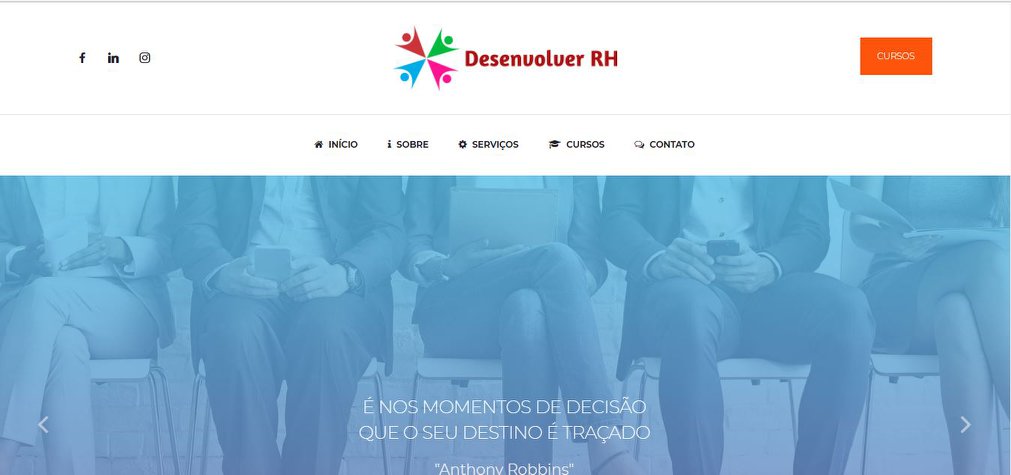 Desenvolver RH
CURSOS
INÍCIO
SOBRE
SERVIÇOS
CURSOS
CONTATO
É NOS MOMENTOS DE DECISÃO
QUE O SEU DESTINO É TRAÇADO
"Anthony Robbins"